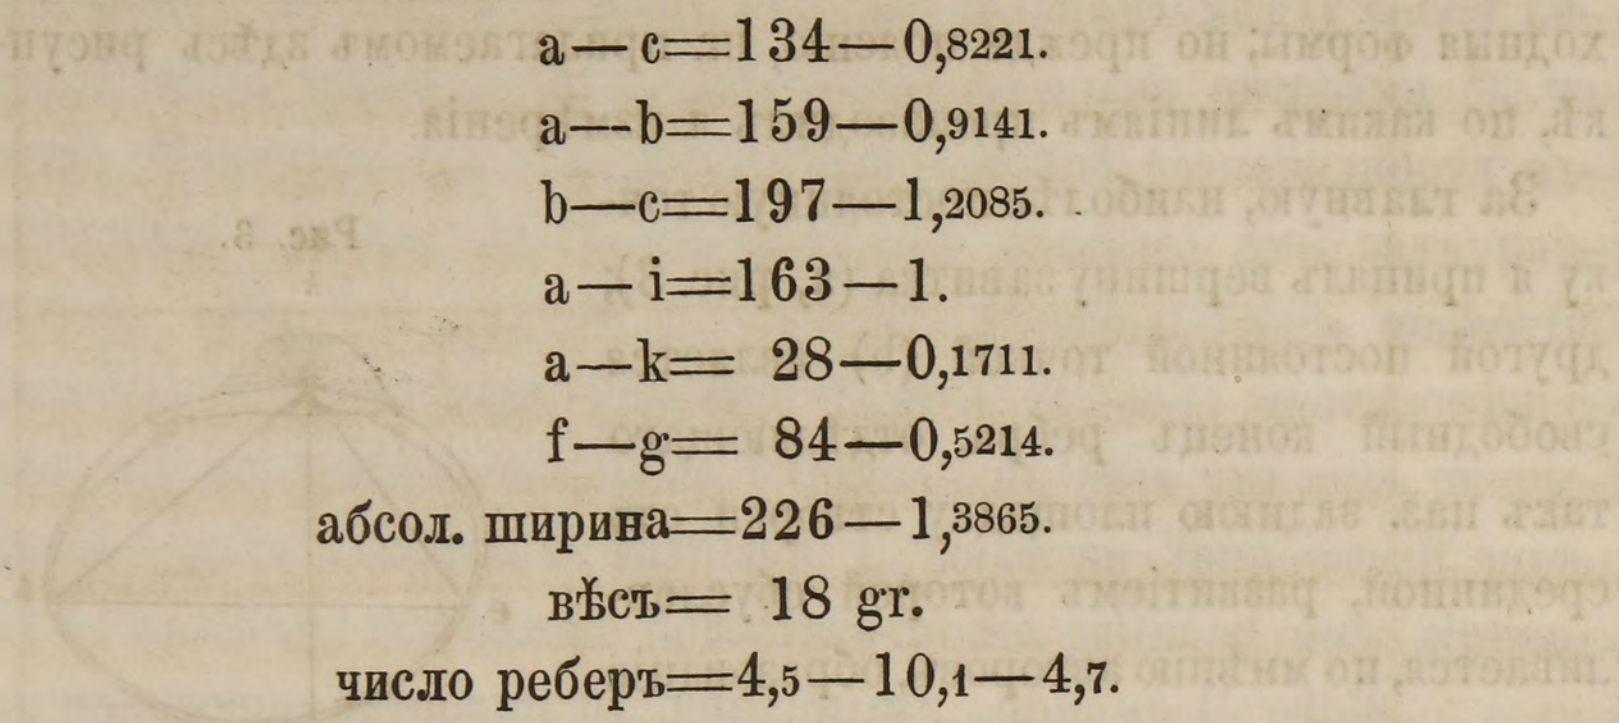 a—c=134—0,8221.
a—b=159—0,9141.
b—c=197—1,2085.
a—i=163—1.
a—k= 28—0,1711.
f—g= 84—0,5214.
абсол. ширина=226—1,3865.
вѣсъ= 18 gr.
число реберъ=4,5—10,1—4,7.